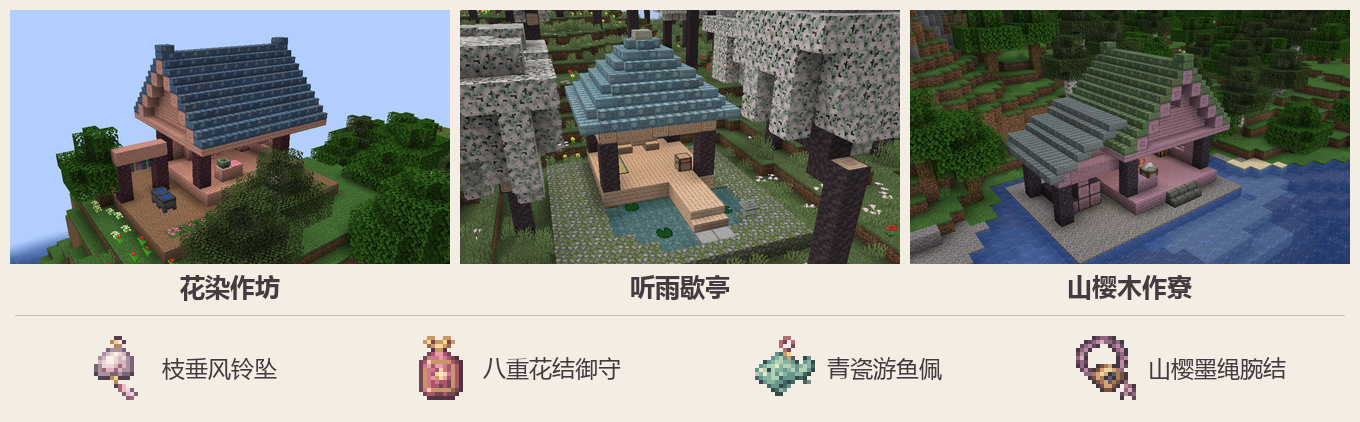 花染作坊
听雨歇亭
山樱木作寮
枝垂风铃坠
八重花结御守
青瓷游鱼佩
山樱墨绳腕结